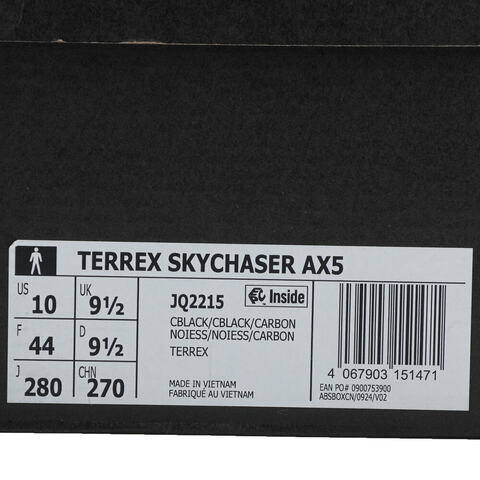 TERREX SKYCHASER AX5
US 10 UK 9½
F 44 D 9½
J 280 CHN 270
JQ2215 Inside
CBLACK/CBLACK/CARBON
NOIESS/NOIESS/CARBON
TERREX
MADE IN VIETNAM
FABRIQUÉ AU VIETNAM
4 067903 151471
EAN PO# 0900753900
ABSBOXCN/0924/V02